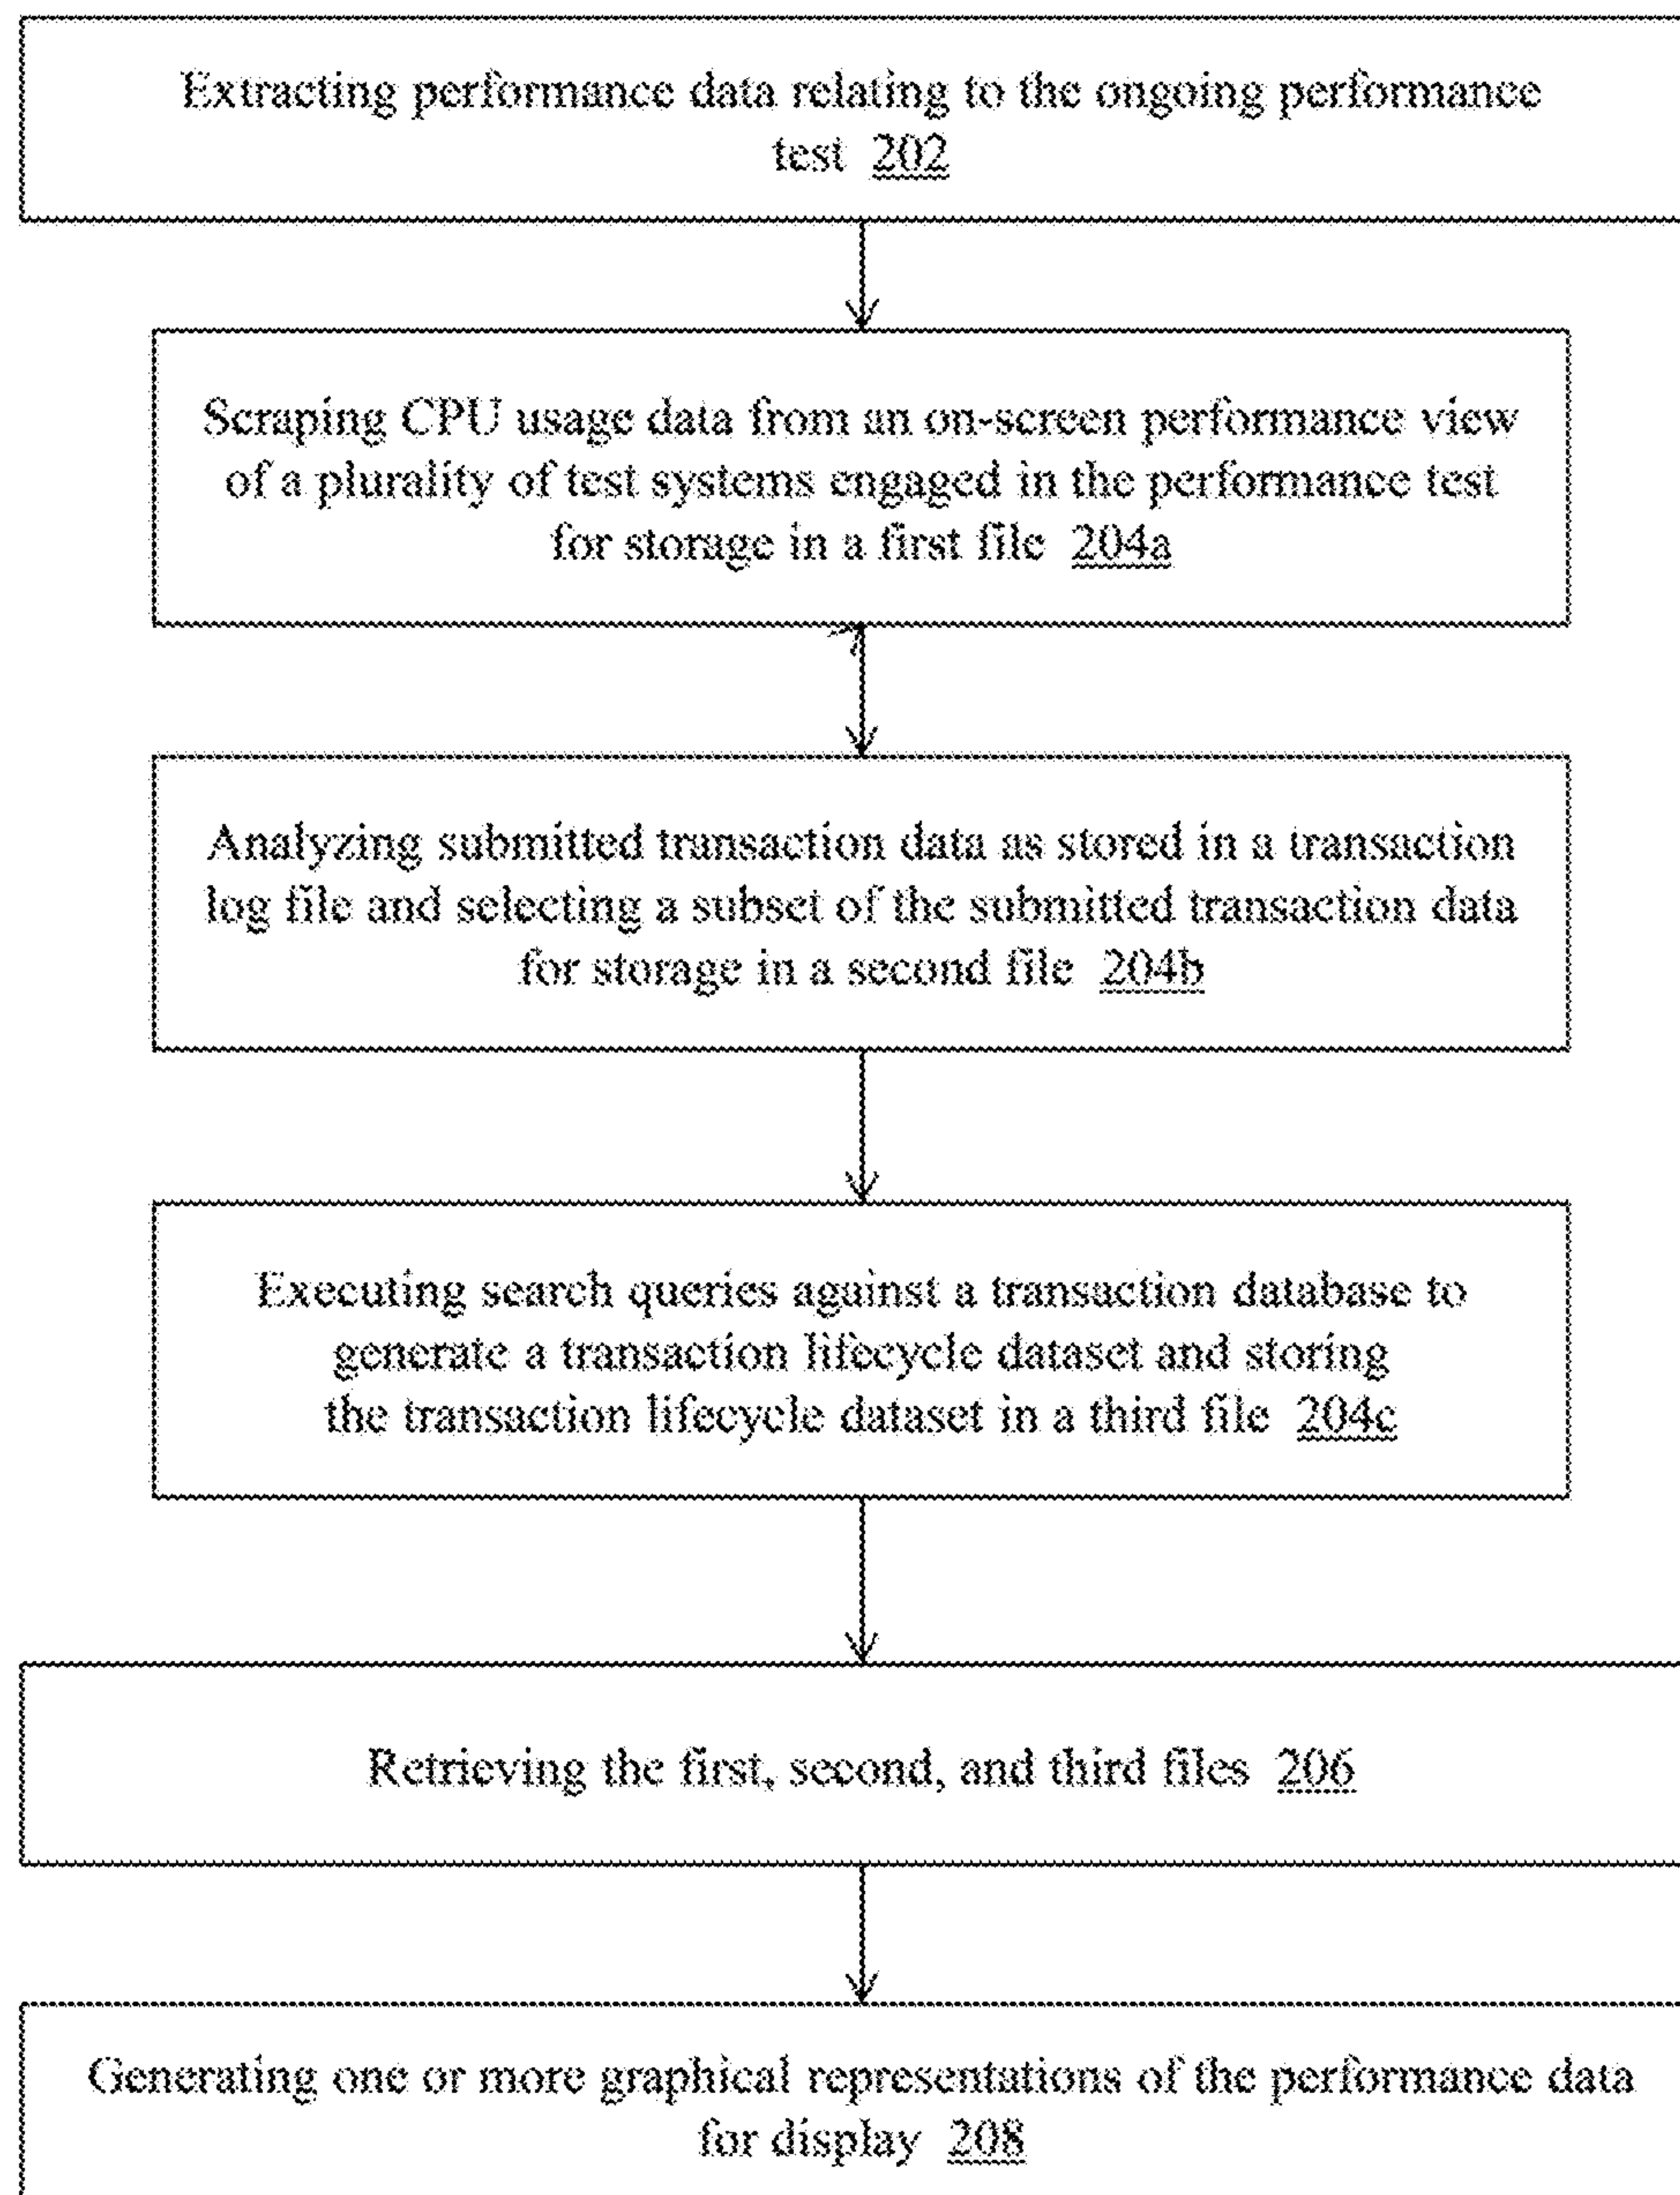 Extracting performance data relating to the ongoing performance
test 202
Scraping CPU usage data from an on-screen performance view
of a plurality of test systems engaged in the performance test
for storage in a first file 204a
Analyzing submitted transaction data as stored in a transaction
log file and selecting a subset of the submitted transaction data
for storage in a second file 204b
Executing search queries against a transaction database to
generate a transaction lifecycle dataset and storing
the transaction lifecycle dataset in a third file 204c
Retrieving the first, second, and third files 206
Generating one or more graphical representations of the performance data
for display 208